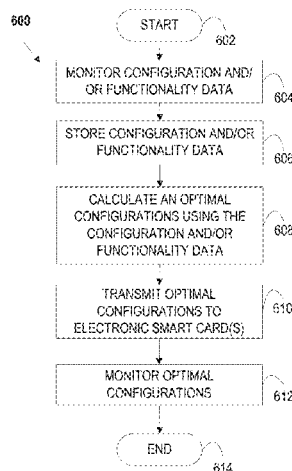 600
START
602
MONITOR CONFIGURATION AND/
OR FUNCTIONALITY DATA
604
STORE CONFIGURATION AND/OR
FUNCTIONALITY DATA
606
CALCULATE AN OPTIMAL
CONFIGURATIONS USING THE
CONFIGURATION AND/OR
FUNCTIONALITY DATA
608
TRANSMIT OPTIMAL
CONFIGURATIONS TO
ELECTRONIC SMART CARD(S)
610
MONITOR OPTIMAL
CONFIGURATIONS
612
END
614